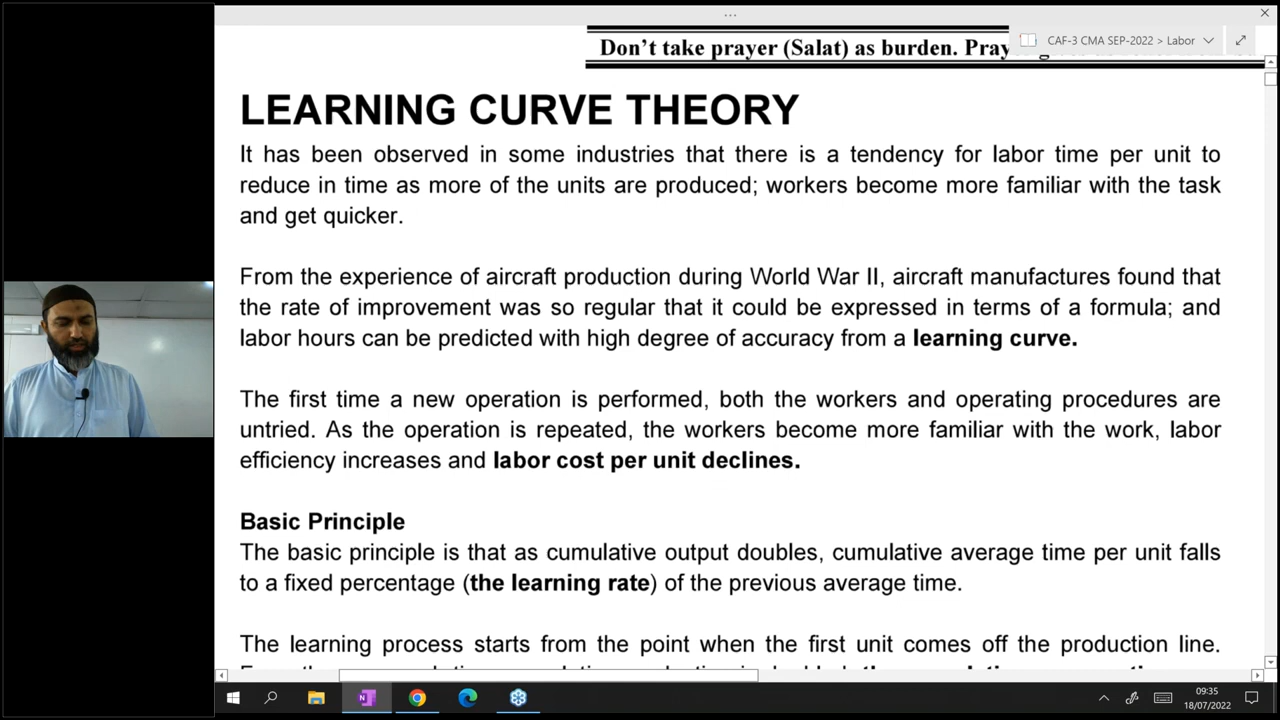 Don't take prayer (Salat) as burden.
CAF-3 CMA SEP-2022 > Labor
LEARNING CURVE THEORY
It has been observed in some industries that there is a tendency for labor time per unit to
reduce in time as more of the units are produced; workers become more familiar with the task
and get quicker.
From the experience of aircraft production during World War II, aircraft manufactures found that
the rate of improvement was so regular that it could be expressed in terms of a formula; and
labor hours can be predicted with high degree of accuracy from a learning curve.
The first time a new operation is performed, both the workers and operating procedures are
untried. As the operation is repeated, the workers become more familiar with the work, labor
efficiency increases and labor cost per unit declines.
Basic Principle
The basic principle is that as cumulative output doubles, cumulative average time per unit falls
to a fixed percentage (the learning rate) of the previous average time.
The learning process starts from the point when the first unit comes off the production line.
09:35
18/07/2022